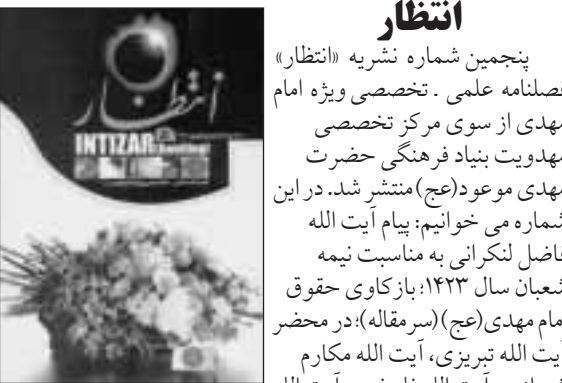 انتظار
پنجمین شماره نشریه «انتظار»
فصلنامه علمی ـ تخصصی ویژه امام
مهدی از سوی مرکز تخصصی
مهدویت بنیاد فرهنگی حضرت
مهدی موعود(عج) منتشر شد. در این
شماره می خوانیم: پیام آیت الله
فاضل لنکرانی به مناسبت نیمه
شعبان سال ۱۴۲۳؛ بازکاوی حقوق
امام مهدی(عج)(سرمقاله)؛ در محضر
آیت الله تبریزی، آیت الله مکارم
انتظار
INTIZAR